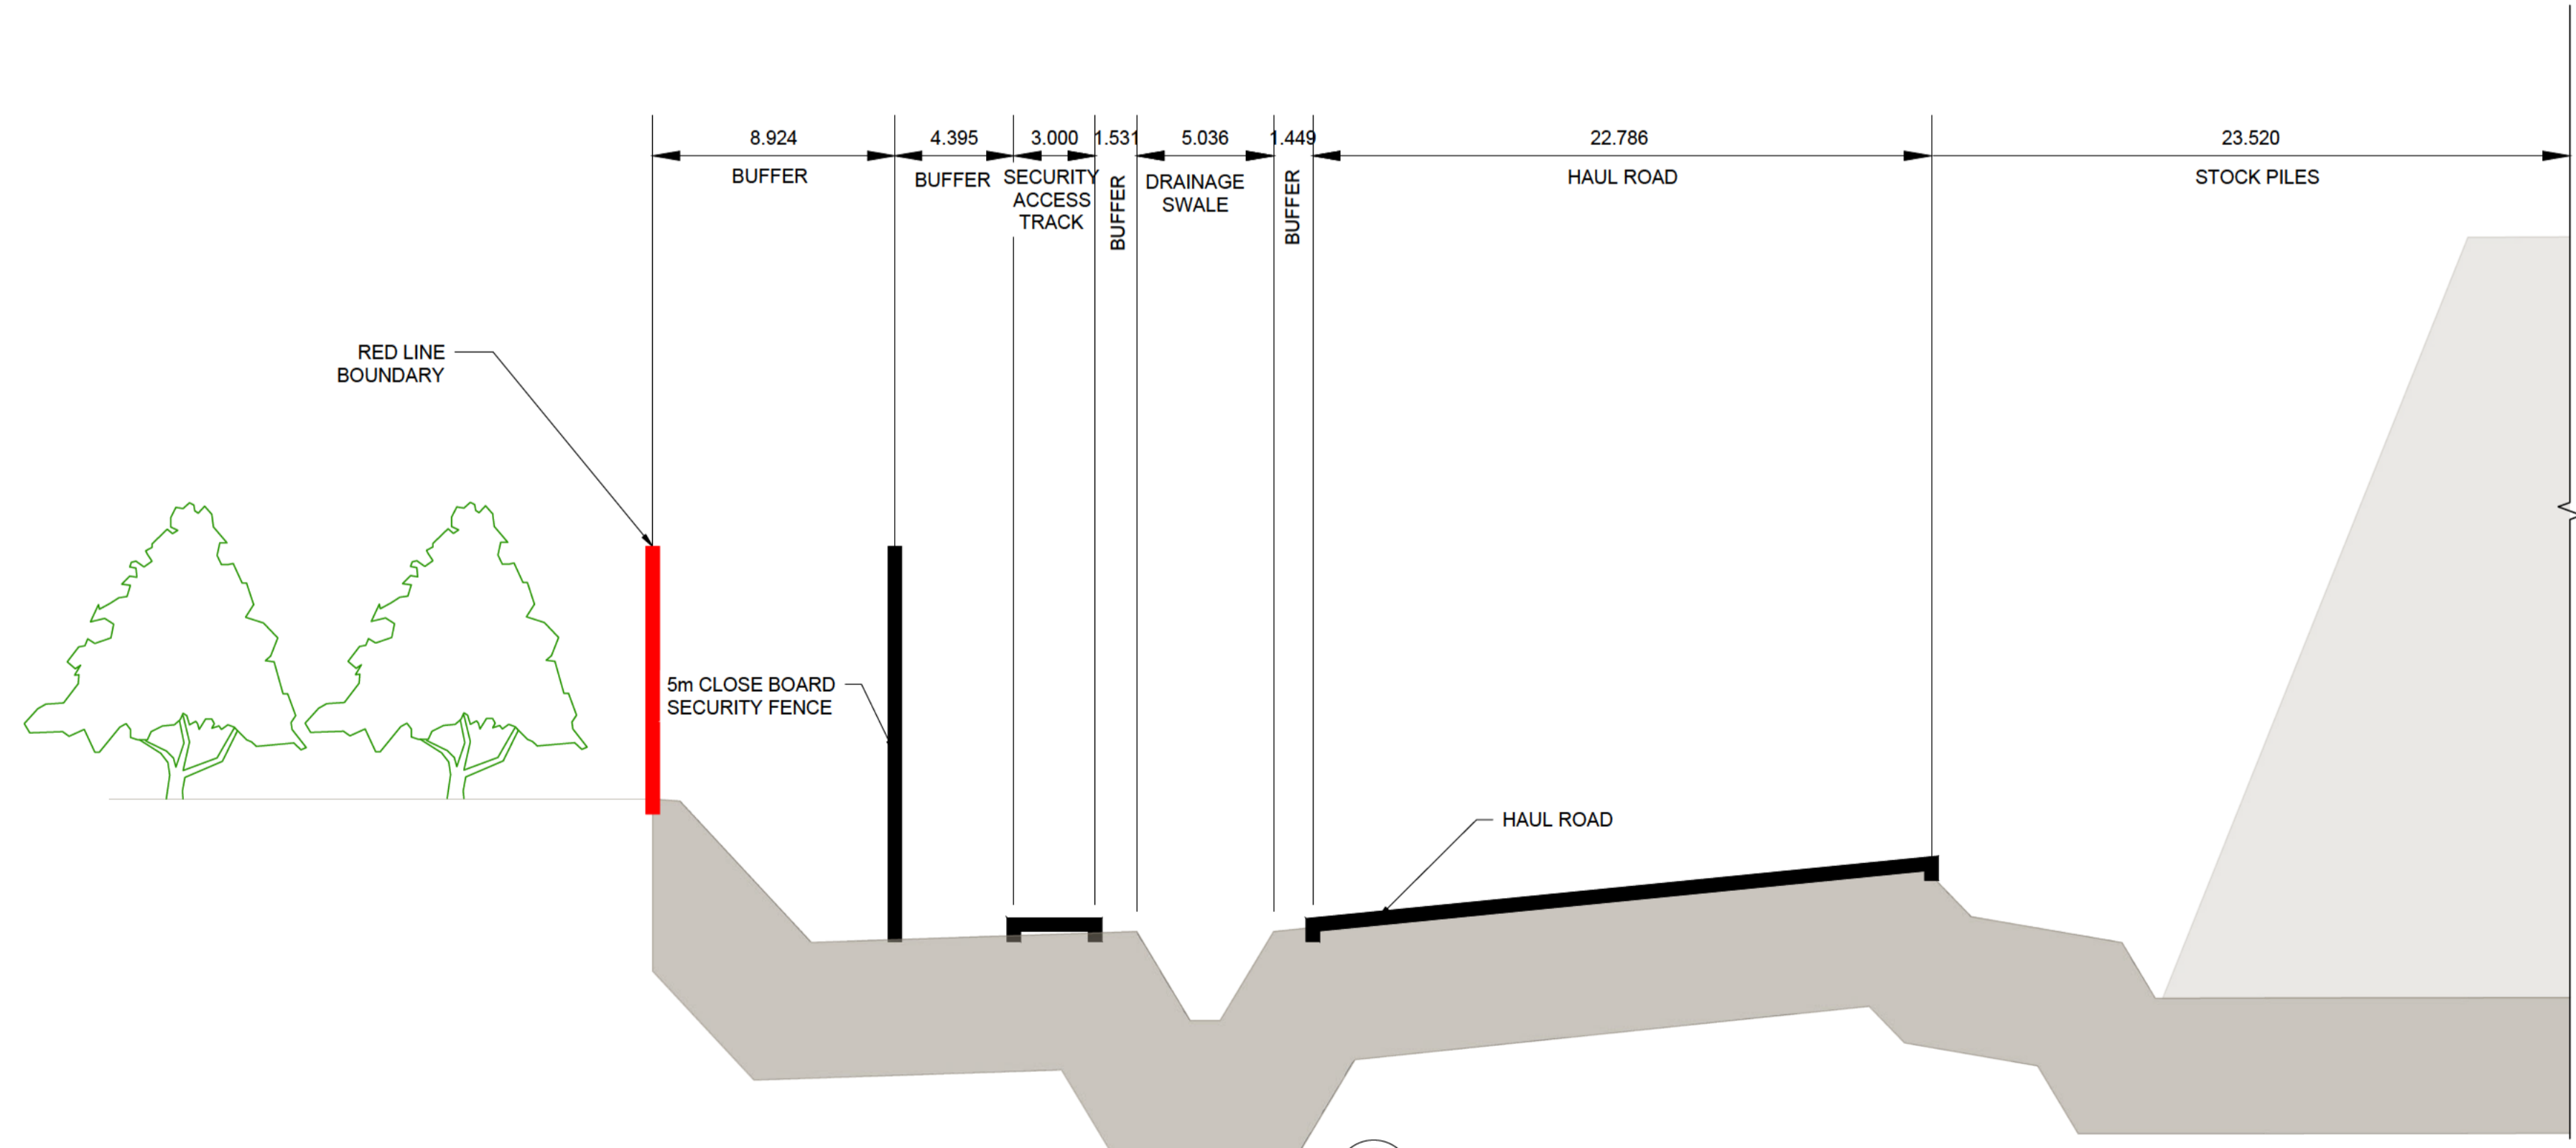 8.924
4.395
3.000
1.531
5.036
1.449
22.786
23.520
BUFFER
BUFFER
SECURITY
ACCESS
TRACK
BUFFER
DRAINAGE
SWALE
BUFFER
HAUL ROAD
STOCK PILES
RED LINE
BOUNDARY
5m CLOSE BOARD
SECURITY FENCE
HAUL ROAD